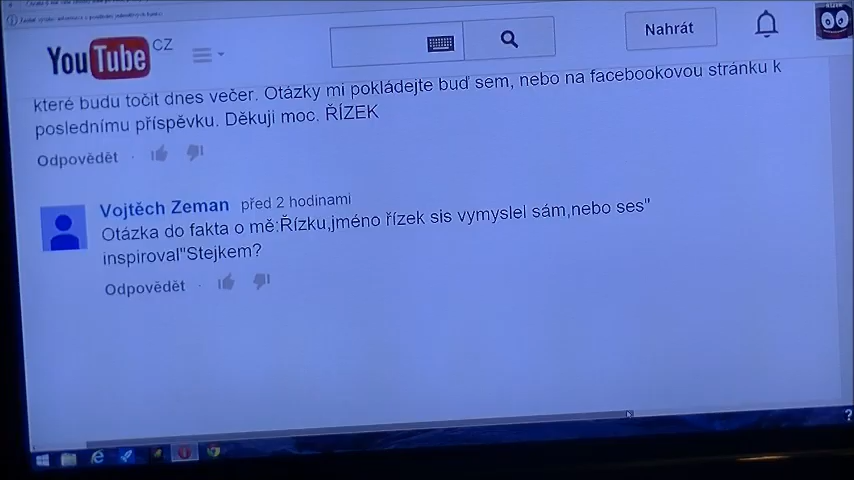 YouTube CZ
Nahrát
které budu točit dnes večer. Otázky mi pokládejte buď sem, nebo na facebookovou stránku k
poslednímu příspěvku. Děkuji moc. ŘÍZEK
Odpovědět ·
Vojtěch Zeman před 2 hodinami
Otázka do fakta o mě:Řízku,jméno řízek sis vymyslel sám,nebo ses"
inspiroval"Stejkem?
Odpovědět ·
?